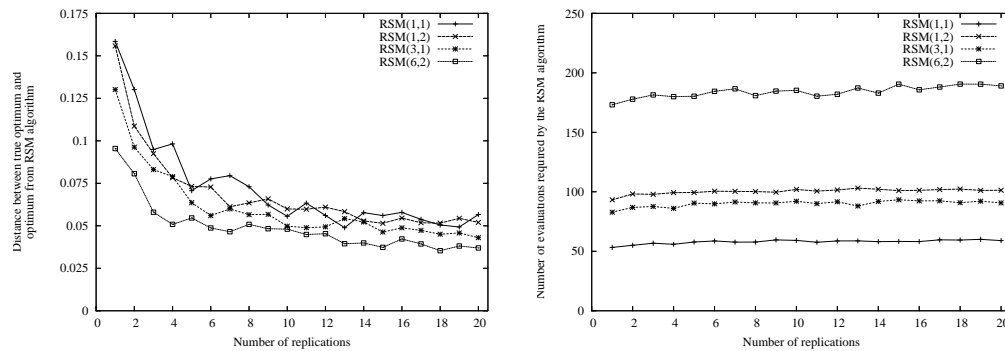 0.175
0.15
0.125
0.1
0.075
0.05
0.025
0
0 2 4 6 8 10 12 14 16 18 20
Distance between true optimum and
optimum from RSM algorithm
Number of replications
RSM(1,1)
RSM(1,2)
RSM(3,1)
RSM(6,2)
250
200
150
100
50
0
0 2 4 6 8 10 12 14 16 18 20
Number of evaluations required by the RSM algorithm
Number of replications
RSM(1,1)
RSM(1,2)
RSM(3,1)
RSM(6,2)